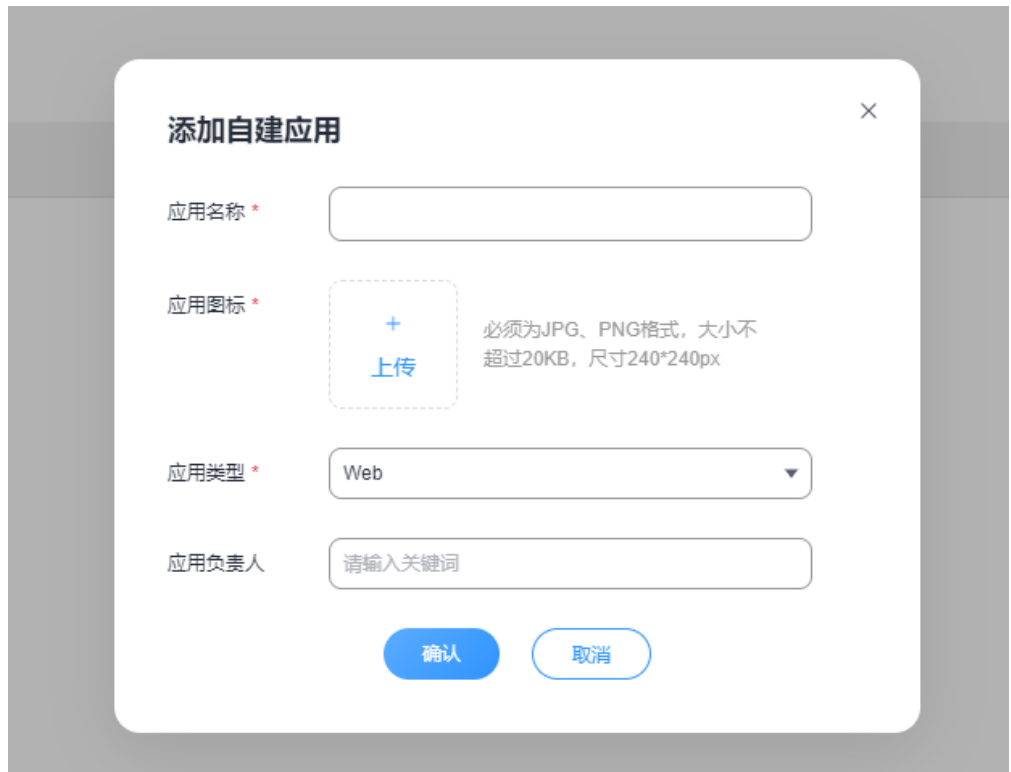 添加自建应用
应用名称 *
应用图标 *
+
上传
必须为JPG、PNG格式，大小不
超过20KB，尺寸240*240px
应用类型 *
Web
应用负责人
请输入关键词
确认
取消